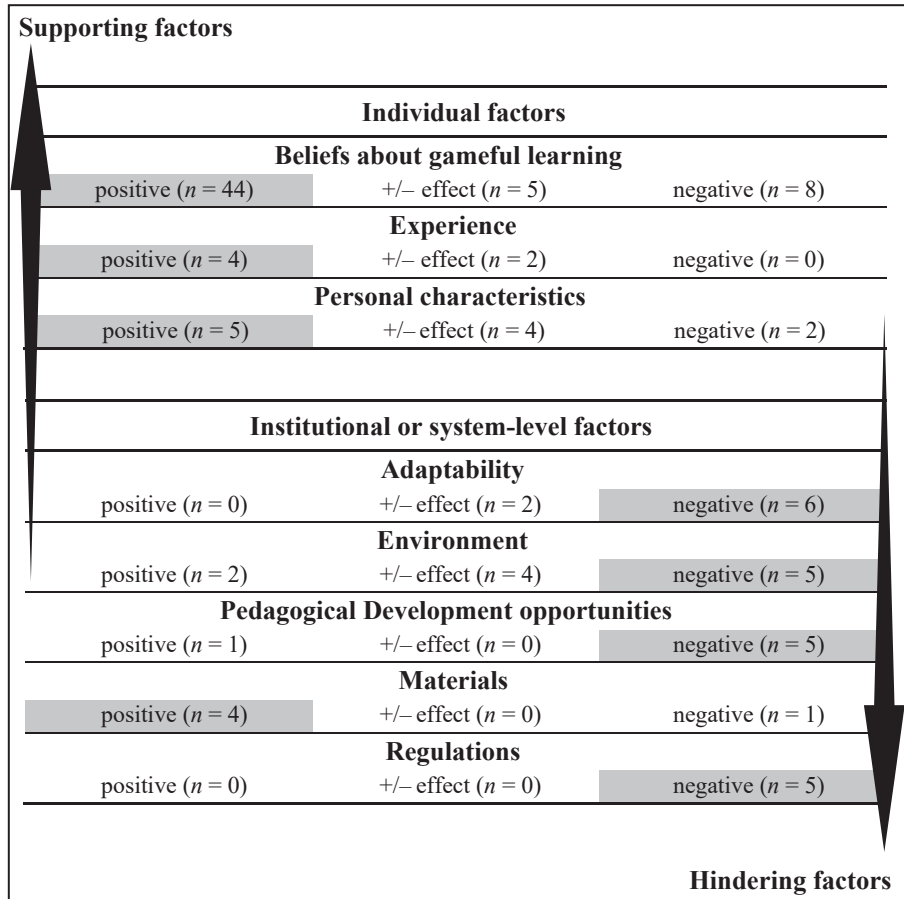 Supporting factors
Individual factors
Beliefs about gameful learning
positive (n = 44) +/– effect (n = 5) negative (n = 8)
Experience
positive (n = 4) +/– effect (n = 2) negative (n = 0)
Personal characteristics
positive (n = 5) +/– effect (n = 4) negative (n = 2)
Institutional or system-level factors
Adaptability
positive (n = 0) +/– effect (n = 2) negative (n = 6)
Environment
positive (n = 2) +/– effect (n = 4) negative (n = 5)
Pedagogical Development opportunities
positive (n = 1) +/– effect (n = 0) negative (n = 5)
Materials
positive (n = 4) +/– effect (n = 0) negative (n = 1)
Regulations
positive (n = 0) +/– effect (n = 0) negative (n = 5)
Hindering factors